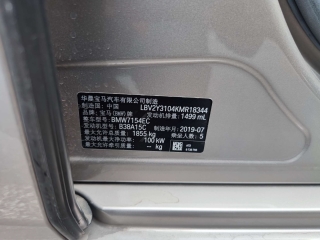 华晨宝马汽车有限公司制造
制造国: 中国 LBV2Y3104KMR18344
品牌: 宝马(BMW)牌 发动机排量: 1499 mL
整车型号: BMW7154EC
发动机型号: B38A15C 制造年月: 2019-07
最大允许总质量: 1855 kg 乘坐人数: 5
发动机最大净功率: 100 kW
-- kg